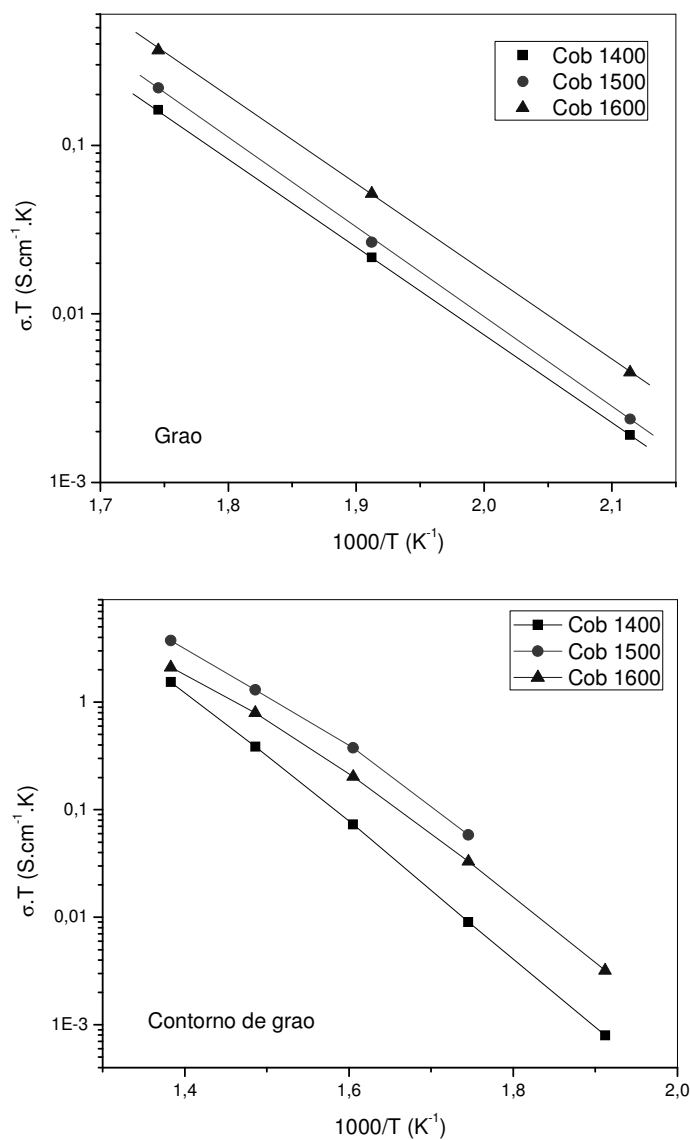 Cob 1400
Cob 1500
Cob 1600
0,1
0,01
1E-3
σ.T (S.cm⁻¹.K)
Grao
1,7
1,8
1,9
2,0
2,1
1000/T (K⁻¹)
Cob 1400
Cob 1500
Cob 1600
1
0,1
0,01
1E-3
σ.T (S.cm⁻¹.K)
Contorno de grao
1,4
1,6
1,8
2,0
1000/T (K⁻¹)